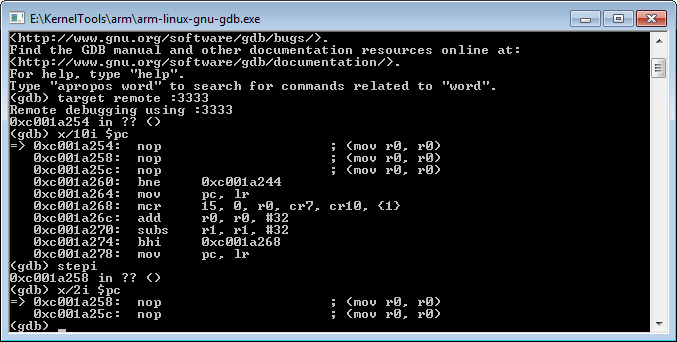 E:\KernelTools\arm\arm-linux-gnu-gdb.exe
<http://www.gnu.org/software/gdb/bugs/>.
Find the GDB manual and other documentation resources online at:
<http://www.gnu.org/software/gdb/documentation/>.
For help, type "help".
Type "apropos word" to search for commands related to "word".
(gdb) target remote :3333
Remote debugging using :3333
0xc001a254 in ?? ()
(gdb) x/10i $pc
=> 0xc001a254:  nop                     ; (mov r0, r0)
   0xc001a258:  nop                     ; (mov r0, r0)
   0xc001a25c:  nop                     ; (mov r0, r0)
   0xc001a260:  bne     0xc001a244
   0xc001a264:  mov     pc, lr
   0xc001a268:  mcr     15, 0, r0, cr7, cr10, {1}
   0xc001a26c:  add     r0, r0, #32
   0xc001a270:  subs    r1, r1, #32
   0xc001a274:  bhi     0xc001a268
   0xc001a278:  mov     pc, lr
(gdb) stepi
0xc001a258 in ?? ()
(gdb) x/2i $pc
=> 0xc001a258:  nop                     ; (mov r0, r0)
   0xc001a25c:  nop                     ; (mov r0, r0)
(gdb) _